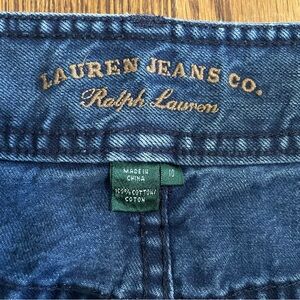 LAUREN JEANS CO.
Ralph Lauren
MADE IN
CHINA
10
100% COTTON/
COTON